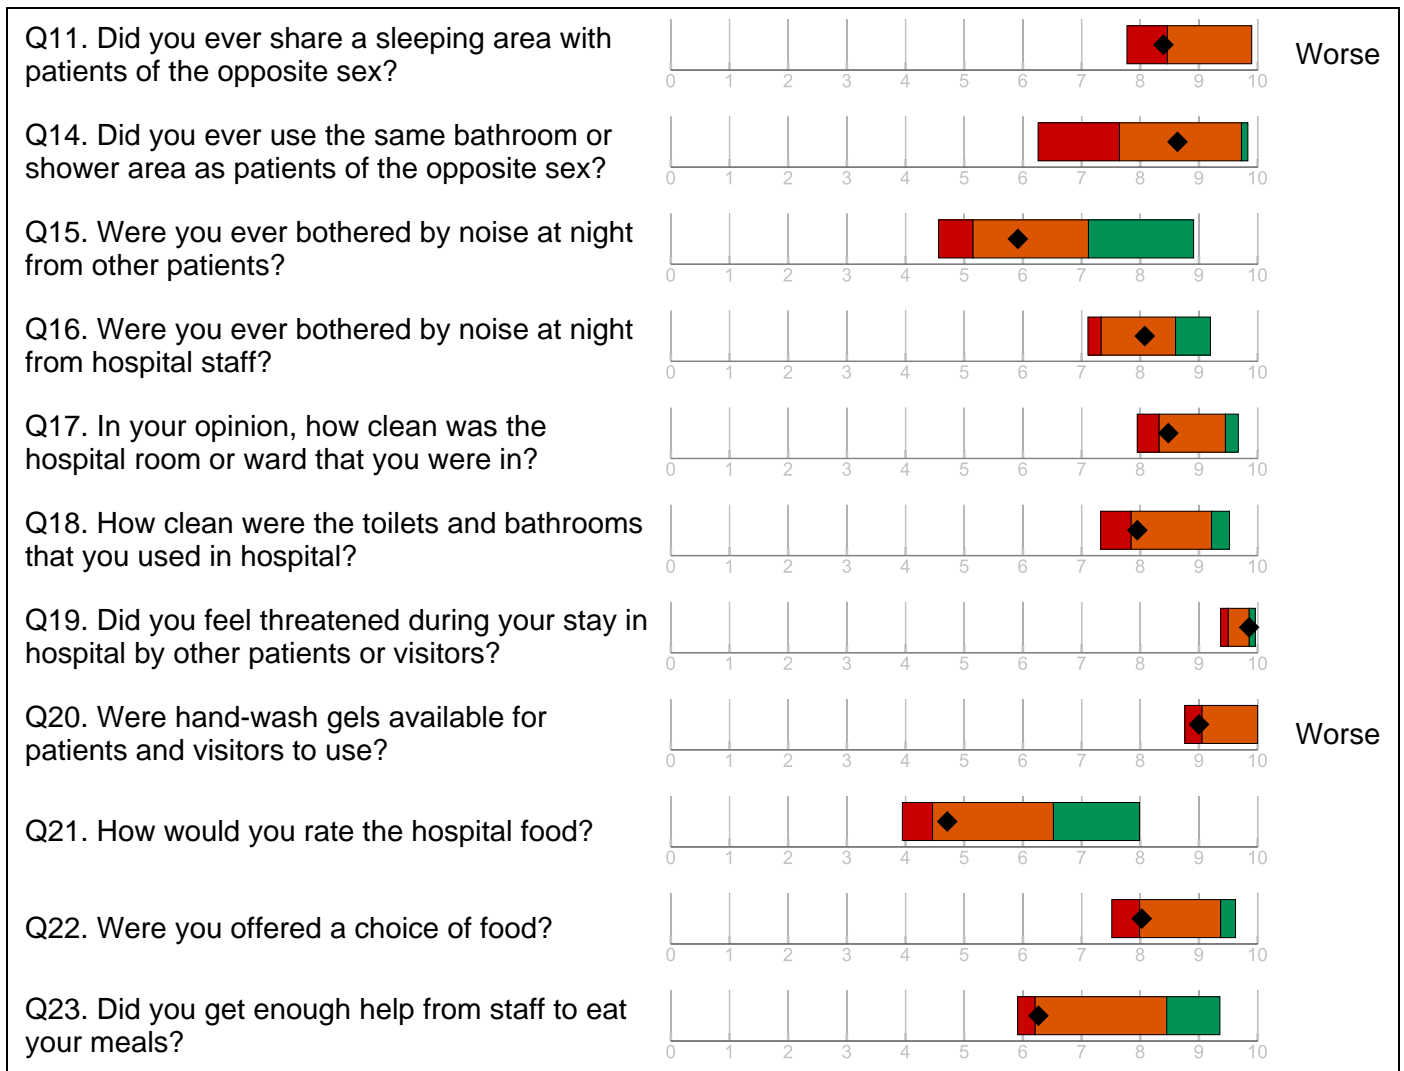 Q11. Did you ever share a sleeping area with
patients of the opposite sex?
0 1 2 3 4 5 6 7 8 9 10
Worse
Q14. Did you ever use the same bathroom or
shower area as patients of the opposite sex?
0 1 2 3 4 5 6 7 8 9 10
Q15. Were you ever bothered by noise at night
from other patients?
0 1 2 3 4 5 6 7 8 9 10
Q16. Were you ever bothered by noise at night
from hospital staff?
0 1 2 3 4 5 6 7 8 9 10
Q17. In your opinion, how clean was the
hospital room or ward that you were in?
0 1 2 3 4 5 6 7 8 9 10
Q18. How clean were the toilets and bathrooms
that you used in hospital?
0 1 2 3 4 5 6 7 8 9 10
Q19. Did you feel threatened during your stay in
hospital by other patients or visitors?
0 1 2 3 4 5 6 7 8 9 10
Q20. Were hand-wash gels available for
patients and visitors to use?
0 1 2 3 4 5 6 7 8 9 10
Worse
Q21. How would you rate the hospital food?
0 1 2 3 4 5 6 7 8 9 10
Q22. Were you offered a choice of food?
0 1 2 3 4 5 6 7 8 9 10
Q23. Did you get enough help from staff to eat
your meals?
0 1 2 3 4 5 6 7 8 9 10